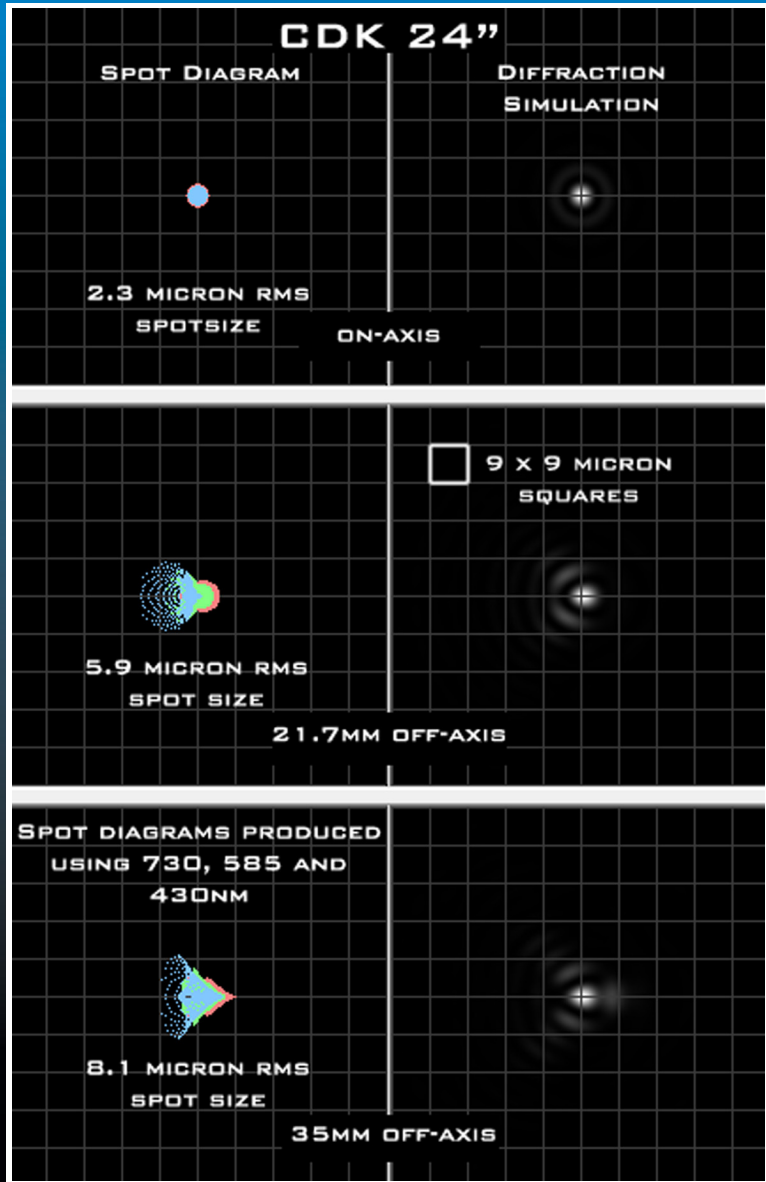 CDK 24”
SPOT DIAGRAM
DIFFRACTION
SIMULATION
2.3 MICRON RMS
SPOTSIZE
ON-AXIS
9 X 9 MICRON
SQUARES
5.9 MICRON RMS
SPOT SIZE
21.7MM OFF-AXIS
SPOT DIAGRAMS PRODUCED
USING 730, 585 AND
430NM
8.1 MICRON RMS
SPOT SIZE
35MM OFF-AXIS